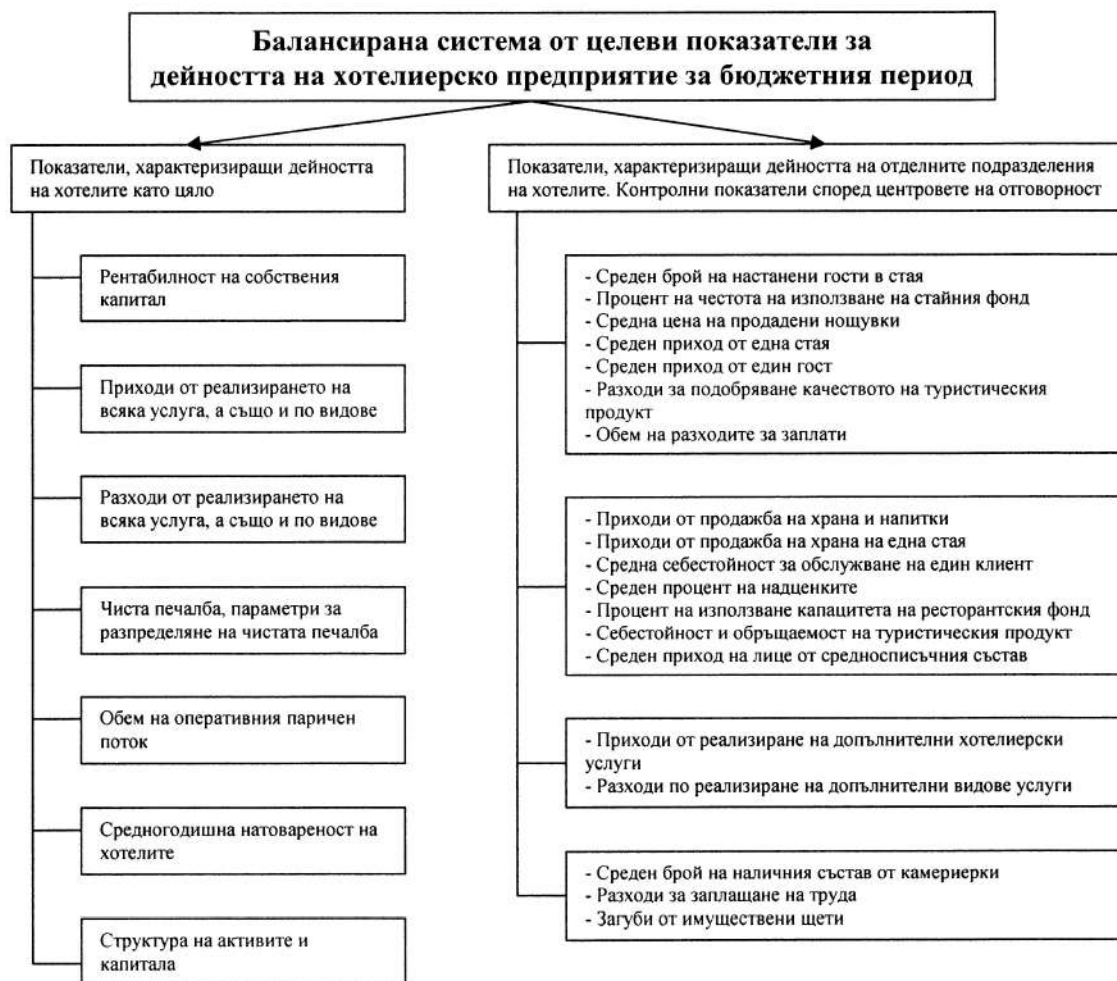 Балансирана система от целеви показатели за
дейността на хотелиерско предприятие за бюджетния период
Показатели, характеризиращи дейността
на хотелите като цяло
Рентабилност на собствения
капитал
Приходи от реализирането на
всяка услуга, а също и по видове
Разходи от реализирането на
всяка услуга, а също и по видове
Чиста печалба, параметри за
разпределяне на чистата печалба
Обем на оперативния паричен
поток
Средногодишна натовареност на
хотелите
Структура на активите и
капитала
Показатели, характеризиращи дейността на отделните подразделения
на хотелите. Контролни показатели според центровете на отговорност
- Среден брой на настанени гости в стая
- Процент на честота на използване на стайния фонд
- Средна цена на продадени нощувки
- Среден приход от една стая
- Среден приход от един гост
- Разходи за подобряване качеството на туристическия
продукт
- Обем на разходите за заплати
- Приходи от продажба на храна и напитки
- Приходи от продажба на храна на една стая
- Средна себестойност за обслужване на един клиент
- Среден процент на надценките
- Процент на използване капацитета на ресторантския фонд
- Себестойност и обръщаемост на туристическия продукт
- Среден приход на лице от средносписъчния състав
- Приходи от реализиране на допълнителни хотелиерски
услуги
- Разходи по реализиране на допълнителни видове услуги
- Среден брой на наличния състав от камериерки
- Разходи за заплащане на труда
- Загуби от имуществени щети